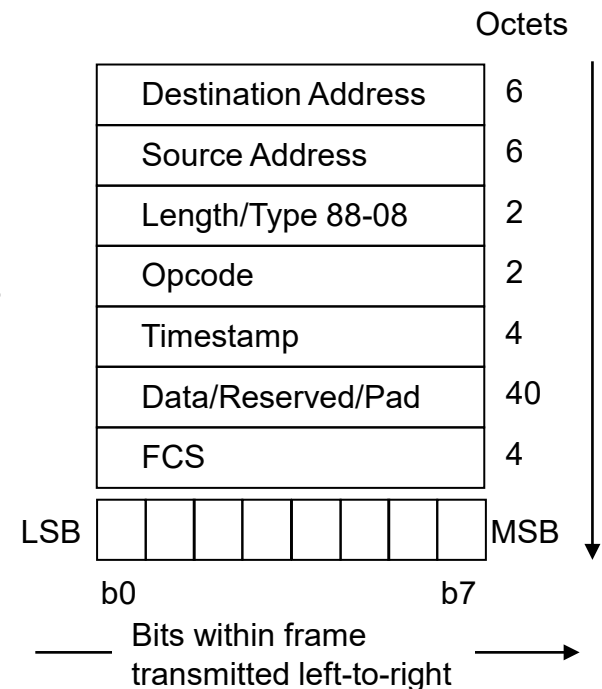 Octets
Destination Address 6
Source Address 6
Length/Type 88-08 2
Opcode 2
Timestamp 4
Data/Reserved/Pad 40
FCS 4
LSB MSB
b0 b7
Bits within frame
transmitted left-to-right